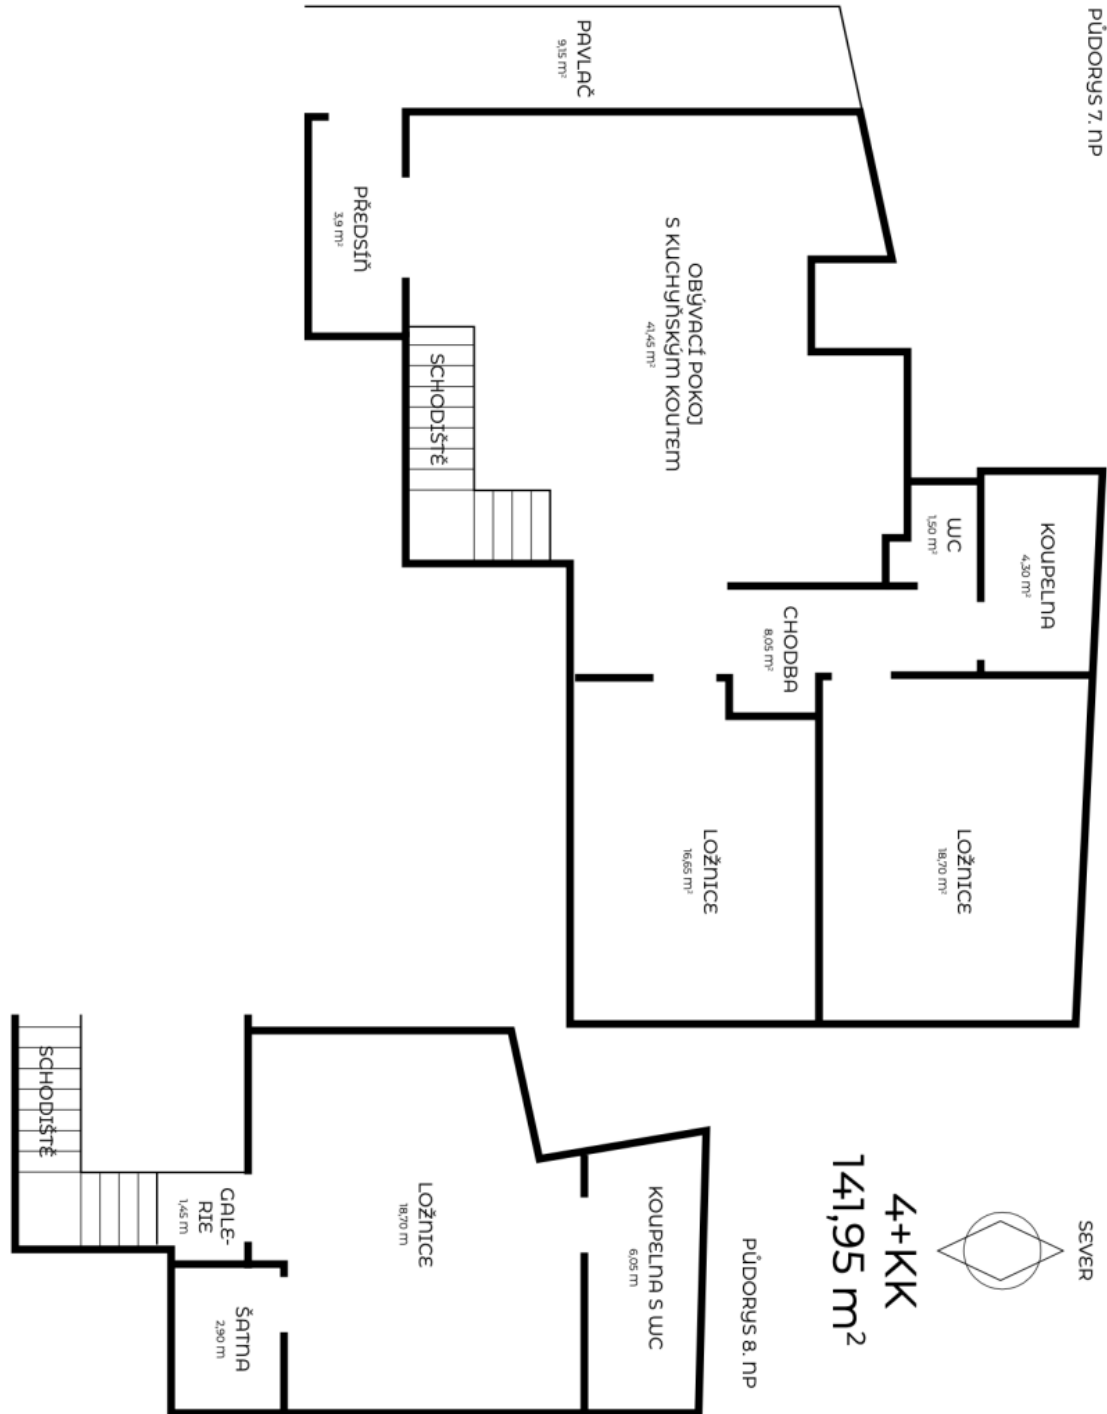 PŮDORYS 7. NP
PAVLAČ
9,15 m²
PŘEDSÍŇ
3,9 m²
OBÝVACÍ POKOJ
S KUCHYŇSKÝM KOUTEM
41,45 m²
SCHODIŠTĚ
WC
1,50 m²
KOUPELNA
4,30 m²
CHODBA
8,05 m²
LOŽNICE
16,65 m²
LOŽNICE
18,70 m²
SEVER
4+KK
141,95 m²
PŮDORYS 8. NP
SCHODIŠTĚ
GALE-
RIE
1,45 m
LOŽNICE
18,70 m
KOUPELNA S WC
6,05 m
ŠATNA
2,90 m